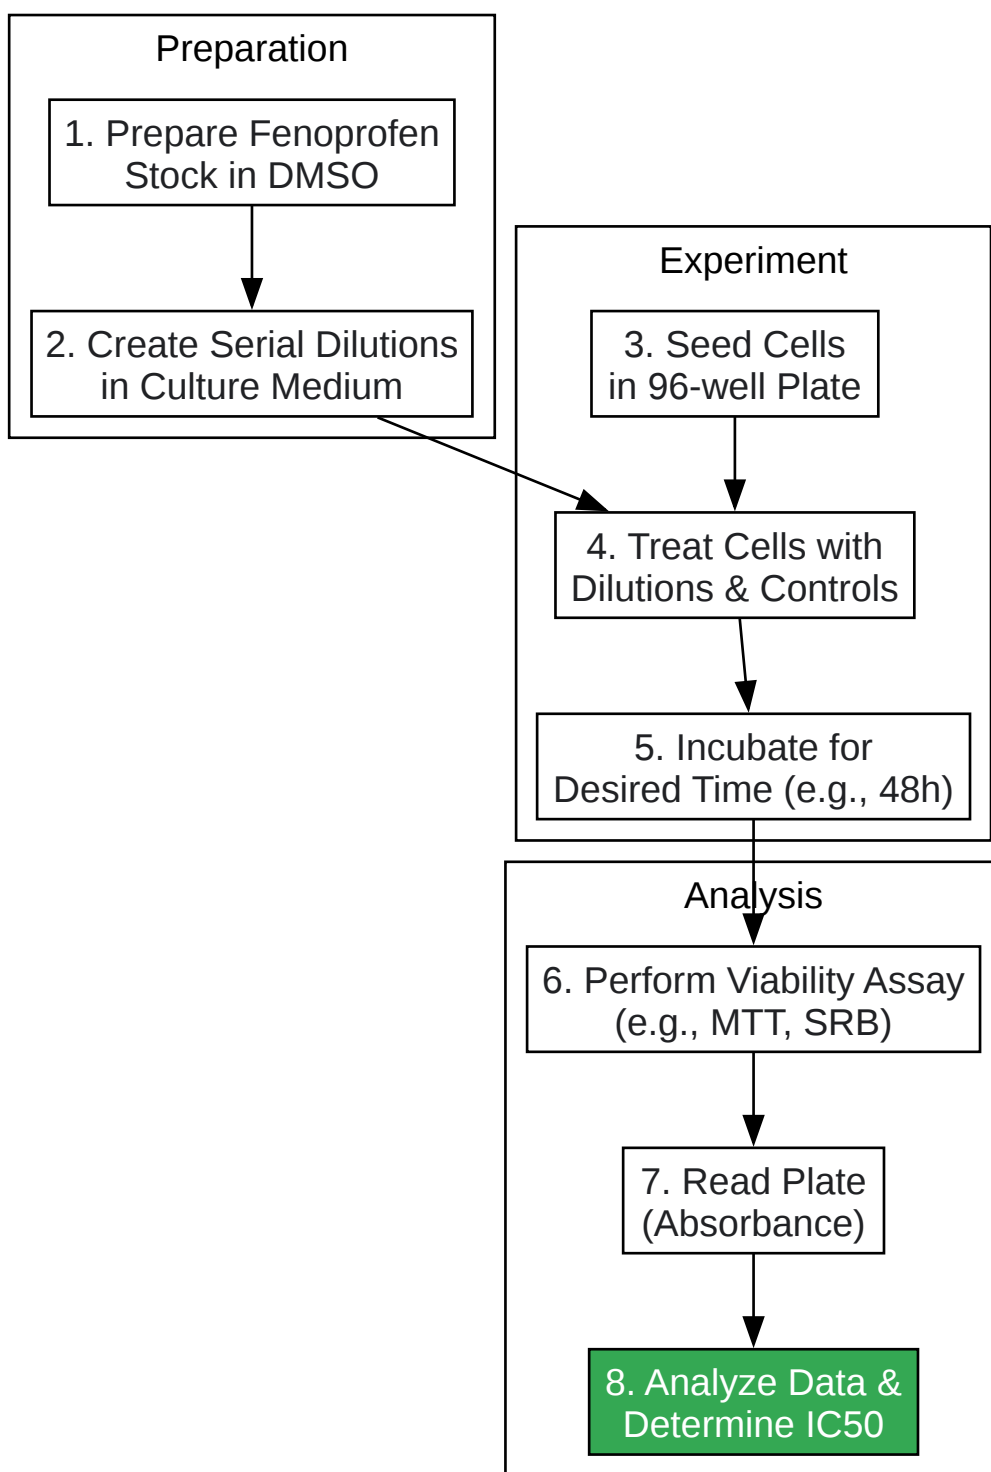 Preparation
1. Prepare Fenoprofen
Stock in DMSO
2. Create Serial Dilutions
in Culture Medium
Experiment
3. Seed Cells
in 96-well Plate
4. Treat Cells with
Dilutions & Controls
5. Incubate for
Desired Time (e.g., 48h)
Analysis
6. Perform Viability Assay
(e.g., MTT, SRB)
7. Read Plate
(Absorbance)
8. Analyze Data &
Determine IC50